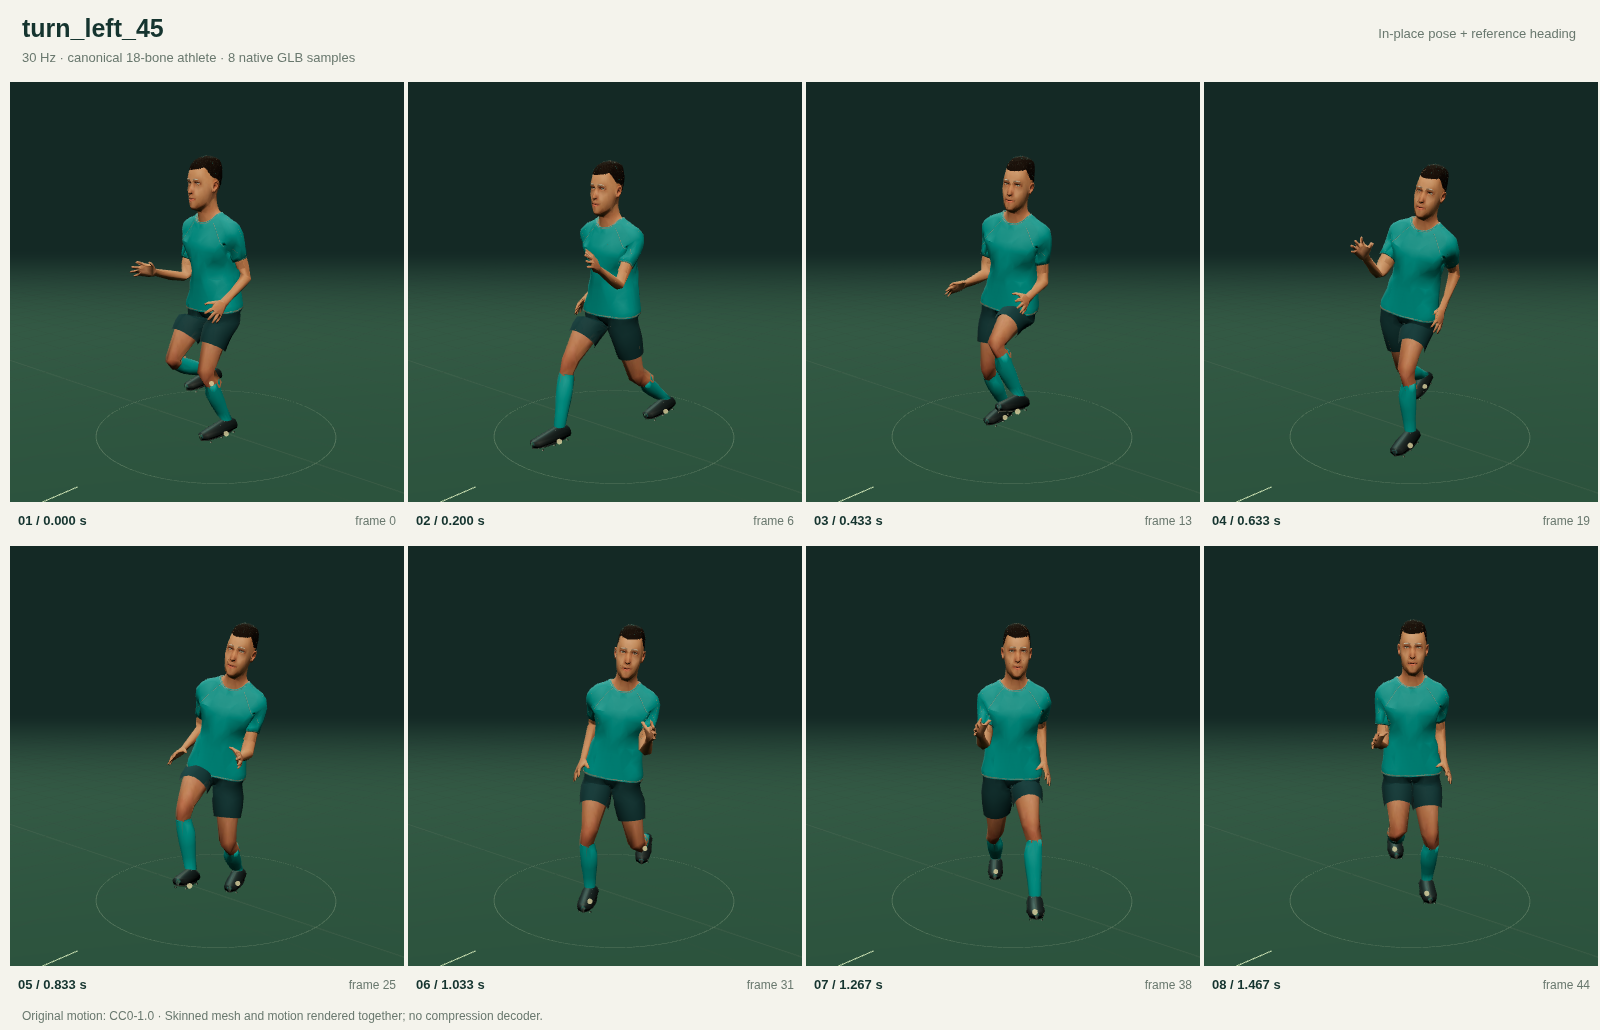 turn_left_45
In-place pose + reference heading
30 Hz · canonical 18-bone athlete · 8 native GLB samples
01 / 0.000 s frame 0
02 / 0.200 s frame 6
03 / 0.433 s frame 13
04 / 0.633 s frame 19
05 / 0.833 s frame 25
06 / 1.033 s frame 31
07 / 1.267 s frame 38
08 / 1.467 s frame 44
Original motion: CC0-1.0 · Skinned mesh and motion rendered together; no compression decoder.